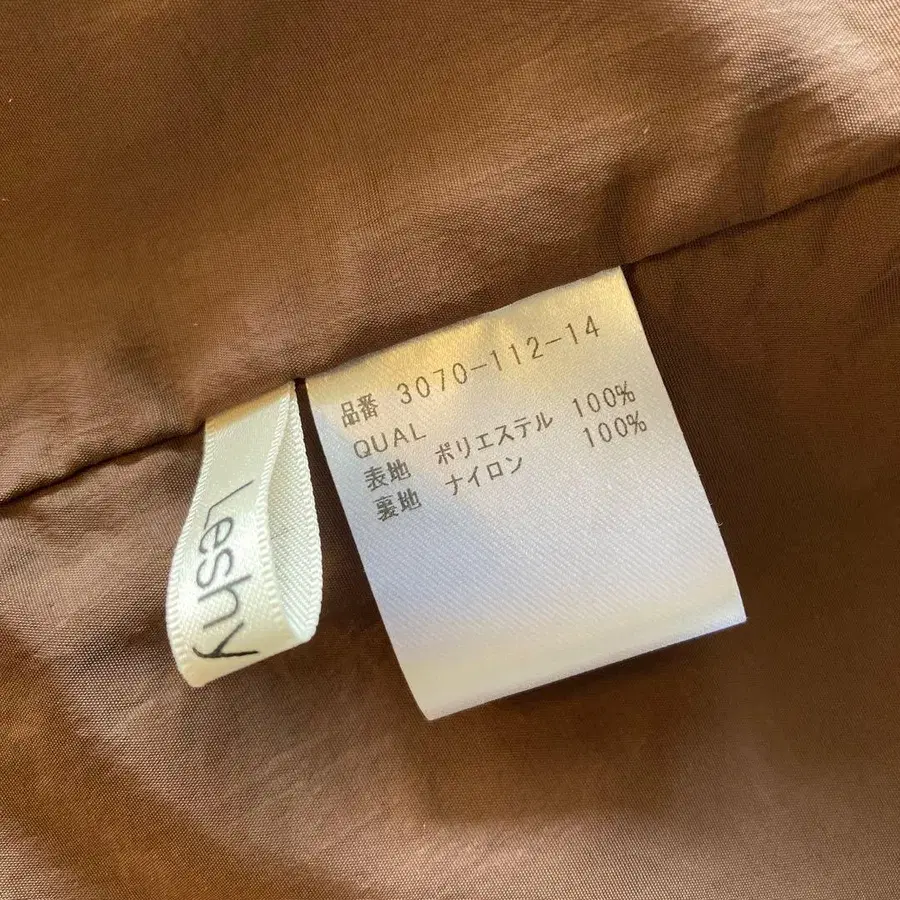 Leshy
品番 3070-112-14
QUAL
表地 ポリエステル 100%
裏地 ナイロン 100%